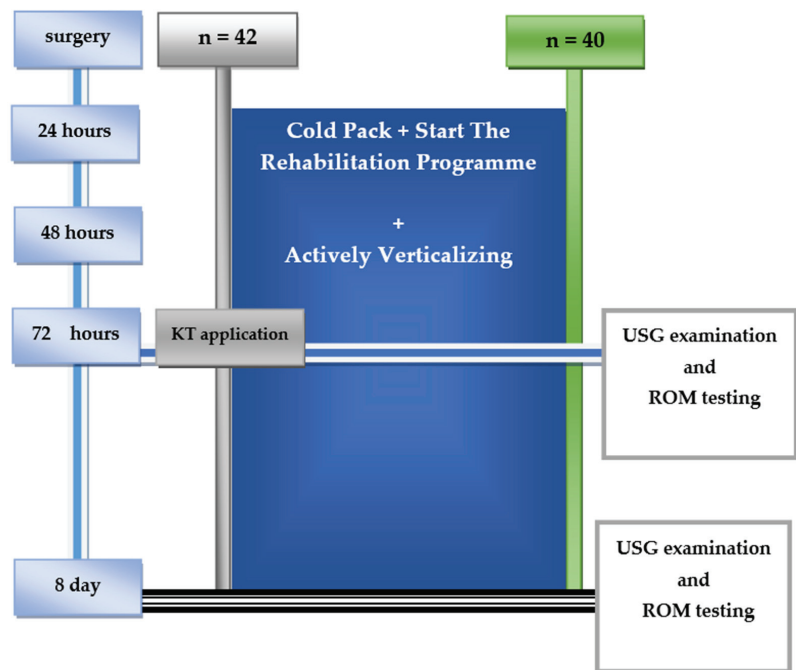 surgery
n = 42
n = 40
24 hours
Cold Pack + Start The
Rehabilitation Programme
+
Actively Verticalizing
48 hours
72 hours
KT application
USG examination
and
ROM testing
8 day
USG examination
and
ROM testing